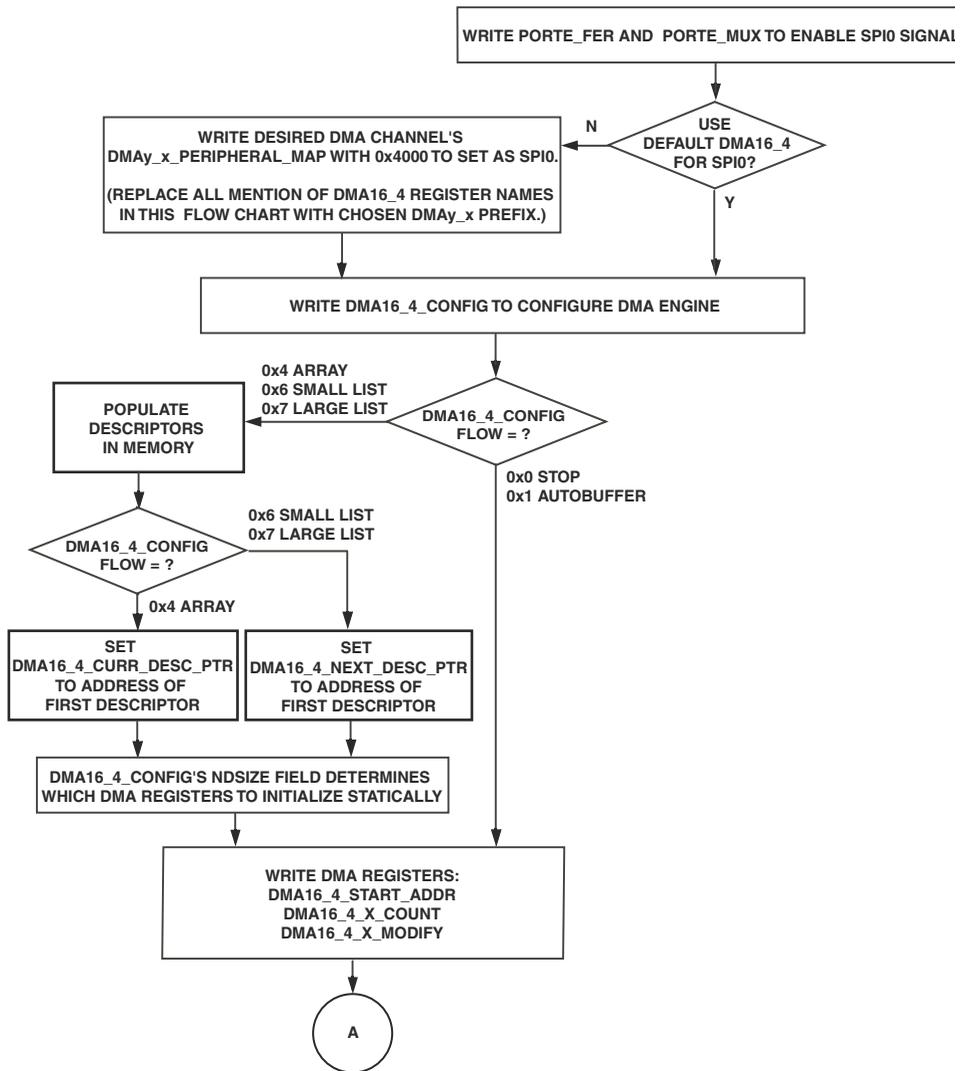 WRITE PORTE_FER AND PORTE_MUX TO ENABLE SPI0 SIGNAL
USE
DEFAULT DMA16_4
FOR SPI0?
N
Y
WRITE DESIRED DMA CHANNEL'S
DMAy_x_PERIPHERAL_MAP WITH 0x4000 TO SET AS SPI0.
(REPLACE ALL MENTION OF DMA16_4 REGISTER NAMES
IN THIS FLOW CHART WITH CHOSEN DMAy_x PREFIX.)
WRITE DMA16_4_CONFIG TO CONFIGURE DMA ENGINE
DMA16_4_CONFIG
FLOW = ?
0x4 ARRAY
0x6 SMALL LIST
0x7 LARGE LIST
0x0 STOP
0x1 AUTOBUFFER
POPULATE
DESCRIPTORS
IN MEMORY
DMA16_4_CONFIG
FLOW = ?
0x6 SMALL LIST
0x7 LARGE LIST
0x4 ARRAY
SET
DMA16_4_CURR_DESC_PTR
TO ADDRESS OF
FIRST DESCRIPTOR
SET
DMA16_4_NEXT_DESC_PTR
TO ADDRESS OF
FIRST DESCRIPTOR
DMA16_4_CONFIG'S NDSIZE FIELD DETERMINES
WHICH DMA REGISTERS TO INITIALIZE STATICALLY
WRITE DMA REGISTERS:
DMA16_4_START_ADDR
DMA16_4_X_COUNT
DMA16_4_X_MODIFY
A